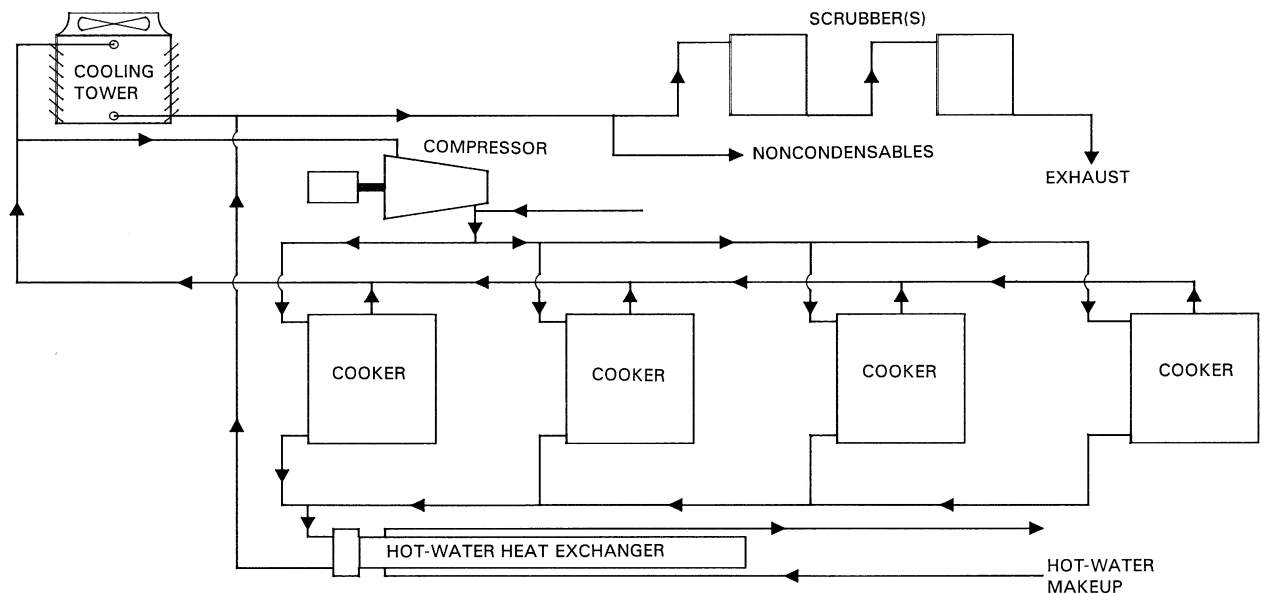 SCRUBBER(S)
COOLING
TOWER
COMPRESSOR
NONCONDENSABLES
EXHAUST
COOKER
COOKER
COOKER
COOKER
HOT-WATER HEAT EXCHANGER
HOT-WATER
MAKEUP